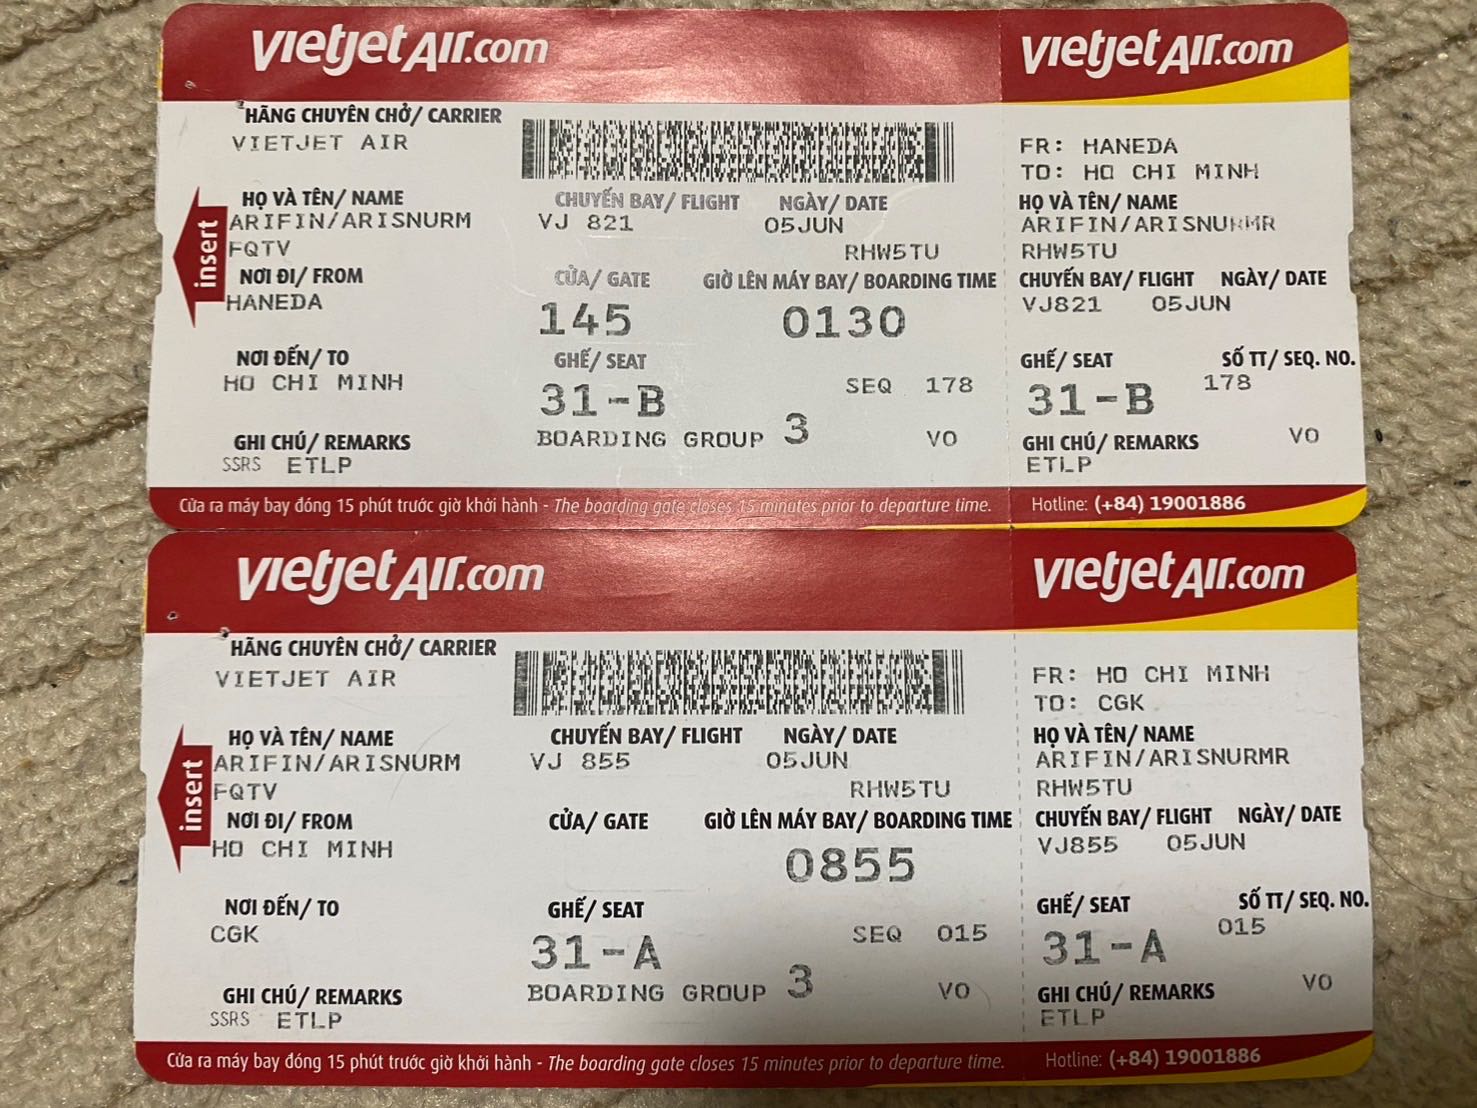 vietjetAir.com
HÃNG CHUYÊN CHỞ/ CARRIER
VIETJET AIR
HỌ VÀ TÊN/ NAME
ARIFIN/ARISNURM
FQTV
NƠI ĐI/ FROM
HANEDA
NƠI ĐẾN/ TO
HO CHI MINH
GHI CHÚ/ REMARKS
SSRS ETLP
insert
CHUYẾN BAY/ FLIGHT NGÀY/ DATE
VJ 821 05JUN
RHW5TU
CỬA/ GATE GIỜ LÊN MÁY BAY/ BOARDING TIME
145 0130
GHẾ/ SEAT
31-B SEQ 178
BOARDING GROUP 3 VO
Cửa ra máy bay đóng 15 phút trước giờ khởi hành - The boarding gate closes 15 minutes prior to departure time.
vietjetAir.com
FR: HANEDA
TO: HO CHI MINH
HỌ VÀ TÊN/ NAME
ARIFIN/ARISNURMR
RHW5TU
CHUYẾN BAY/ FLIGHT NGÀY/ DATE
VJ821 05JUN
GHẾ/ SEAT SỐ TT/ SEQ. NO.
31-B 178
GHI CHÚ/ REMARKS VO
ETLP
Hotline: (+84) 19001886
vietjetAir.com
HÃNG CHUYÊN CHỞ/ CARRIER
VIETJET AIR
HỌ VÀ TÊN/ NAME
ARIFIN/ARISNURM
FQTV
NƠI ĐI/ FROM
HO CHI MINH
NƠI ĐẾN/ TO
CGK
GHI CHÚ/ REMARKS
SSRS ETLP
insert
CHUYẾN BAY/ FLIGHT NGÀY/ DATE
VJ 855 05JUN
RHW5TU
CỬA/ GATE GIỜ LÊN MÁY BAY/ BOARDING TIME
0855
GHẾ/ SEAT
31-A SEQ 015
BOARDING GROUP 3 VO
Cửa ra máy bay đóng 15 phút trước giờ khởi hành - The boarding gate closes 15 minutes prior to departure time.
vietjetAir.com
FR: HO CHI MINH
TO: CGK
HỌ VÀ TÊN/ NAME
ARIFIN/ARISNURMR
RHW5TU
CHUYẾN BAY/ FLIGHT NGÀY/ DATE
VJ855 05JUN
GHẾ/ SEAT SỐ TT/ SEQ. NO.
31-A 015
GHI CHÚ/ REMARKS VO
ETLP
Hotline: (+84) 19001886